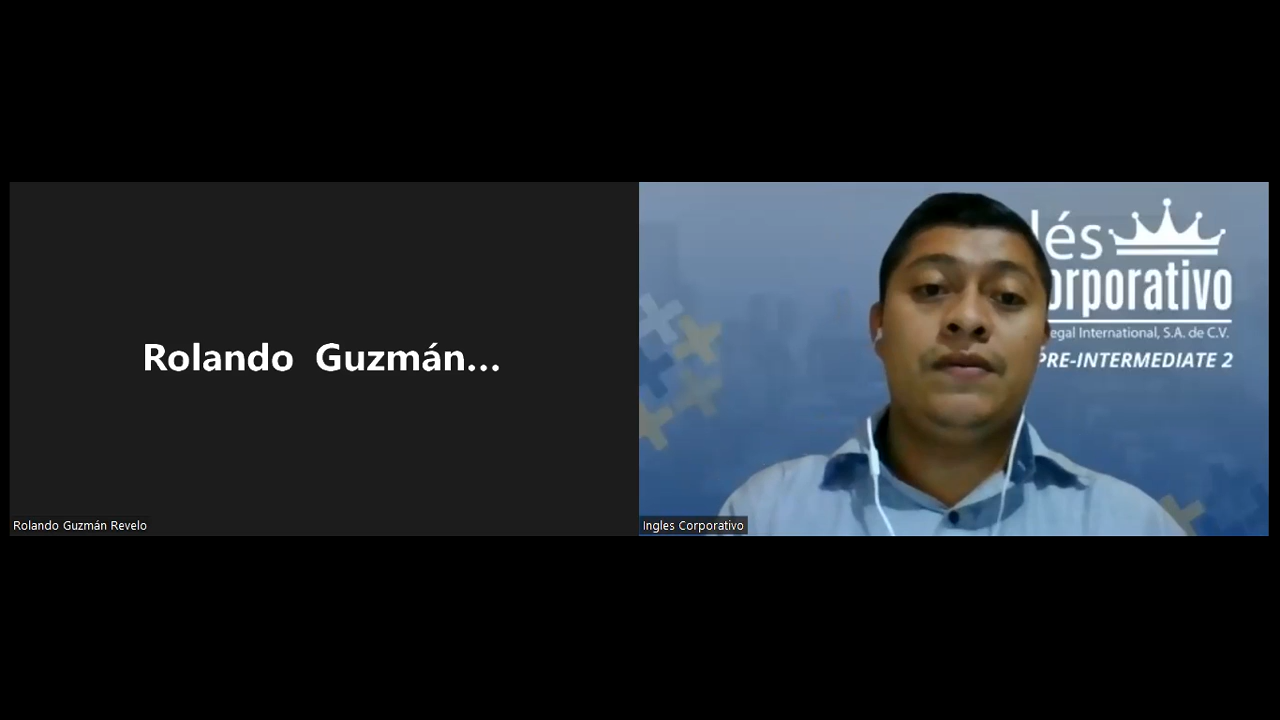 Rolando Guzmán...
Rolando Guzmán Revelo
lés
orporativo
egal International, S.A. de C.V.
PRE-INTERMEDIATE 2
Ingles Corporativo